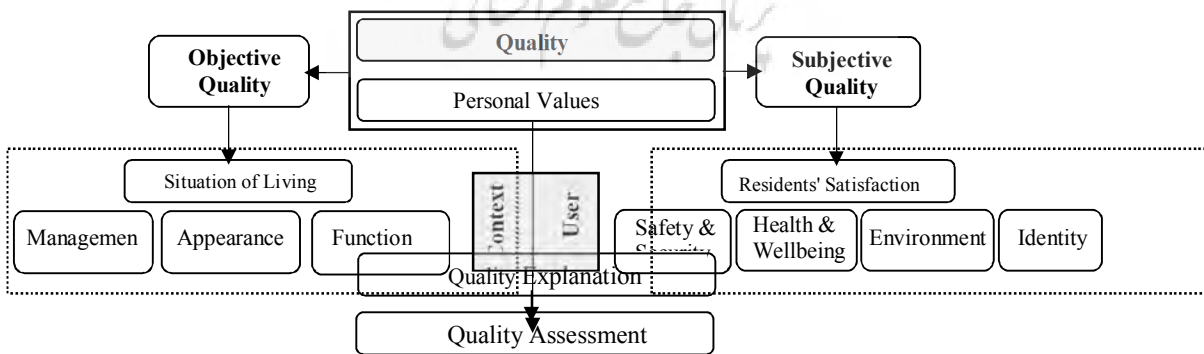 Quality
Objective
Quality
Subjective
Quality
Personal Values
Situation of Living
Residents' Satisfaction
Context
User
Managemen
Appearance
Function
Safety &
Security
Health &
Wellbeing
Environment
Identity
Quality Explanation
Quality Assessment